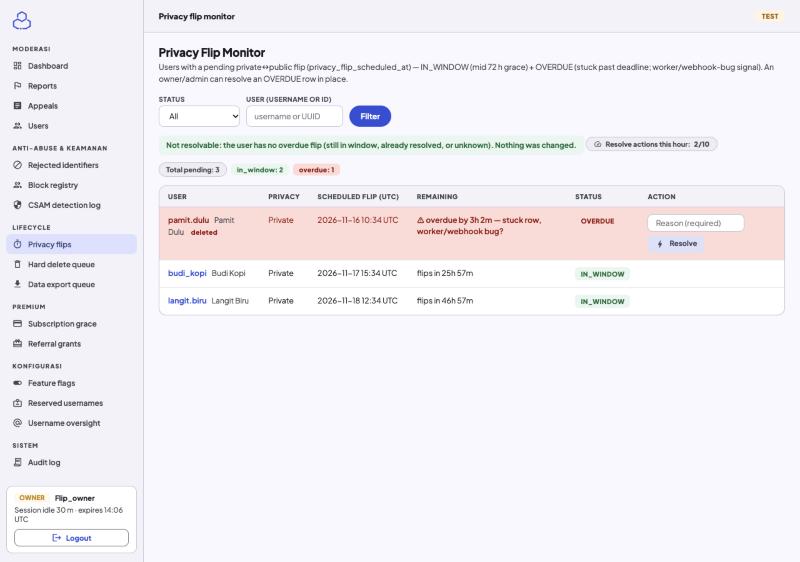 Privacy flip monitor
TEST
MODERASI
Dashboard
Reports
Appeals
Users
ANTI-ABUSE & KEAMANAN
Rejected identifiers
Block registry
CSAM detection log
LIFECYCLE
Privacy flips
Hard delete queue
Data export queue
PREMIUM
Subscription grace
Referral grants
KONFIGURASI
Feature flags
Reserved usernames
Username oversight
SISTEM
Audit log
OWNER Flip_owner
Session idle 30 m · expires 14:06
UTC
Logout
Privacy Flip Monitor
Users with a pending private↔public flip (privacy_flip_scheduled_at) — IN_WINDOW (mid 72 h grace) + OVERDUE (stuck past deadline; worker/webhook-bug signal). An
owner/admin can resolve an OVERDUE row in place.
STATUS USER (USERNAME OR ID)
All username or UUID Filter
Not resolvable: the user has no overdue flip (still in window, already resolved, or unknown). Nothing was changed. Resolve actions this hour: 2/10
Total pending: 3 in_window: 2 overdue: 1
USER PRIVACY SCHEDULED FLIP (UTC) REMAINING STATUS ACTION
pamit.dulu Pamit Private 2026-11-16 10:34 UTC ⚠ overdue by 3h 2m — stuck row, OVERDUE Reason (required)
Dulu deleted worker/webhook bug? Resolve
budi_kopi Budi Kopi Private 2026-11-17 15:34 UTC flips in 25h 57m IN_WINDOW
langit.biru Langit Biru Private 2026-11-18 12:34 UTC flips in 46h 57m IN_WINDOW